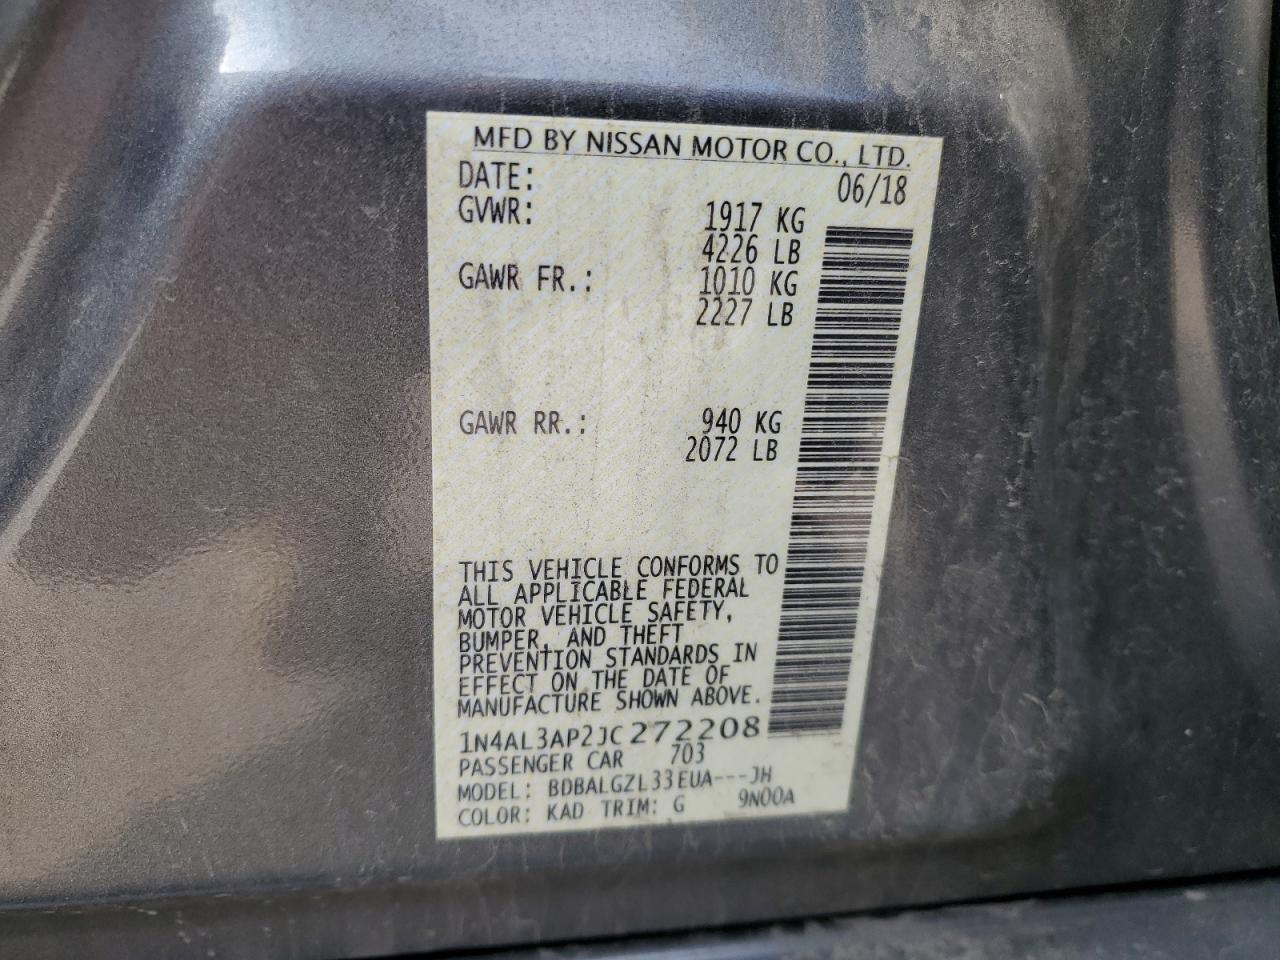 MFD BY NISSAN MOTOR CO., LTD.
DATE: 06/18
GVWR: 1917 KG
4226 LB
GAWR FR.: 1010 KG
2227 LB
GAWR RR.: 940 KG
2072 LB
THIS VEHICLE CONFORMS TO
ALL APPLICABLE FEDERAL
MOTOR VEHICLE SAFETY,
BUMPER, AND THEFT
PREVENTION STANDARDS IN
EFFECT ON THE DATE OF
MANUFACTURE SHOWN ABOVE.
1N4AL3AP2JC272208
PASSENGER CAR 703
MODEL: BDBALGZL33EUA---JH
COLOR: KAD TRIM: G 9N00A